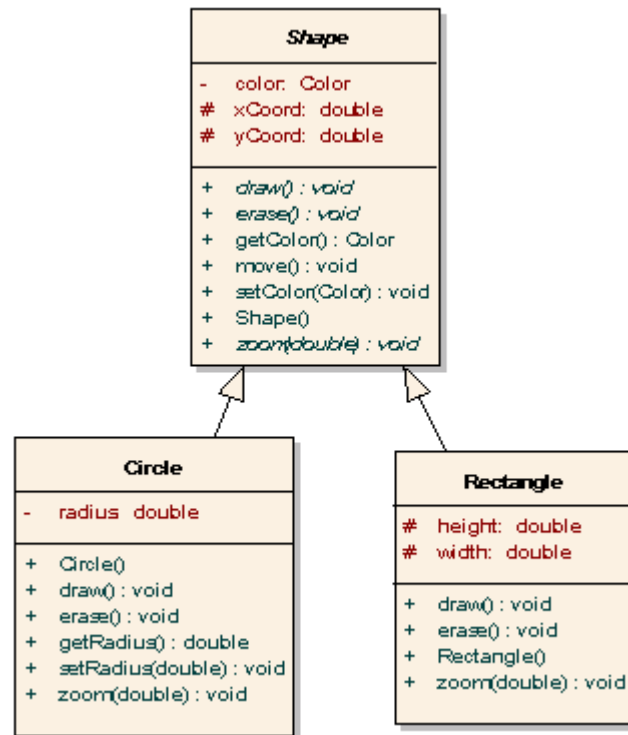 Shape
- color: Color
# xCoord: double
# yCoord: double
+ draw() : void
+ erase() : void
+ getColor() : Color
+ move() : void
+ setColor(Color) : void
+ Shape()
+ zoom(double) : void
Circle
- radius: double
+ Circle()
+ draw() : void
+ erase() : void
+ getRadius() : double
+ setRadius(double) : void
+ zoom(double) : void
Rectangle
# height: double
# width: double
+ draw() : void
+ erase() : void
+ Rectangle()
+ zoom(double) : void